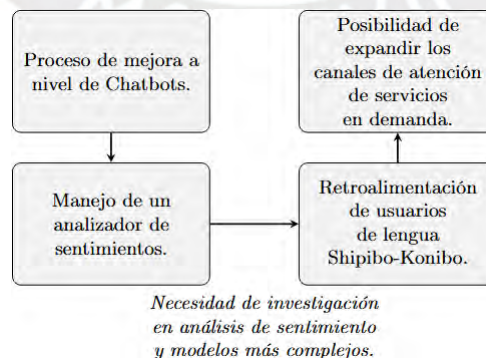 Proceso de mejora a
nivel de Chatbots.
Manejo de un
analizador de
sentimientos.
Retroalimentación
de usuarios
de lengua
Shipibo-Konibo.
Posibilidad de
expandir los
canales de atención
de servicios
en demanda.
Necesidad de investigación
en análisis de sentimiento
y modelos más complejos.